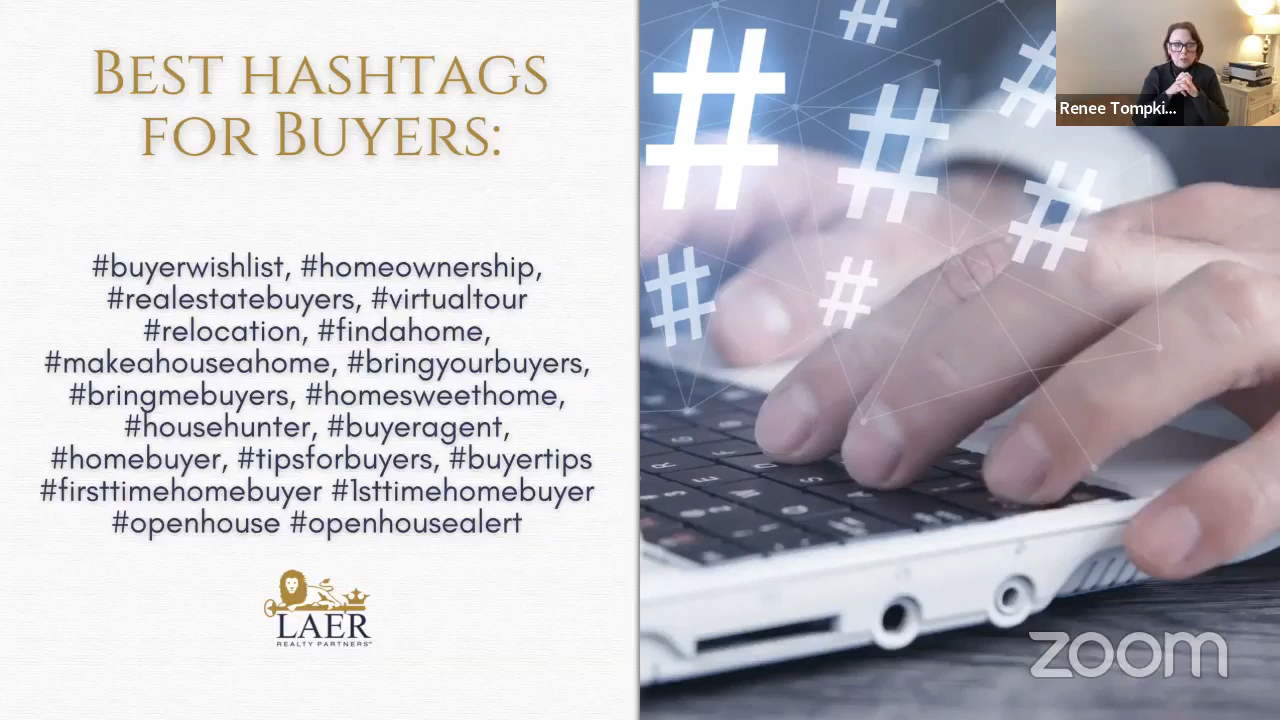 Best hashtags
for Buyers:
#buyerwishlist, #homeownership,
#realestatebuyers, #virtualtour
#relocation, #findahome,
#makeahouseahome, #bringyourbuyers,
#bringmebuyers, #homesweethome,
#househunter, #buyeragent,
#homebuyer, #tipsforbuyers, #buyertips
#firsttimehomebuyer #1sttimehomebuyer
#openhouse #openhousealert
LAER
REALTY PARTNERS™
# # # # # # #
Renee Tompki...
zoom